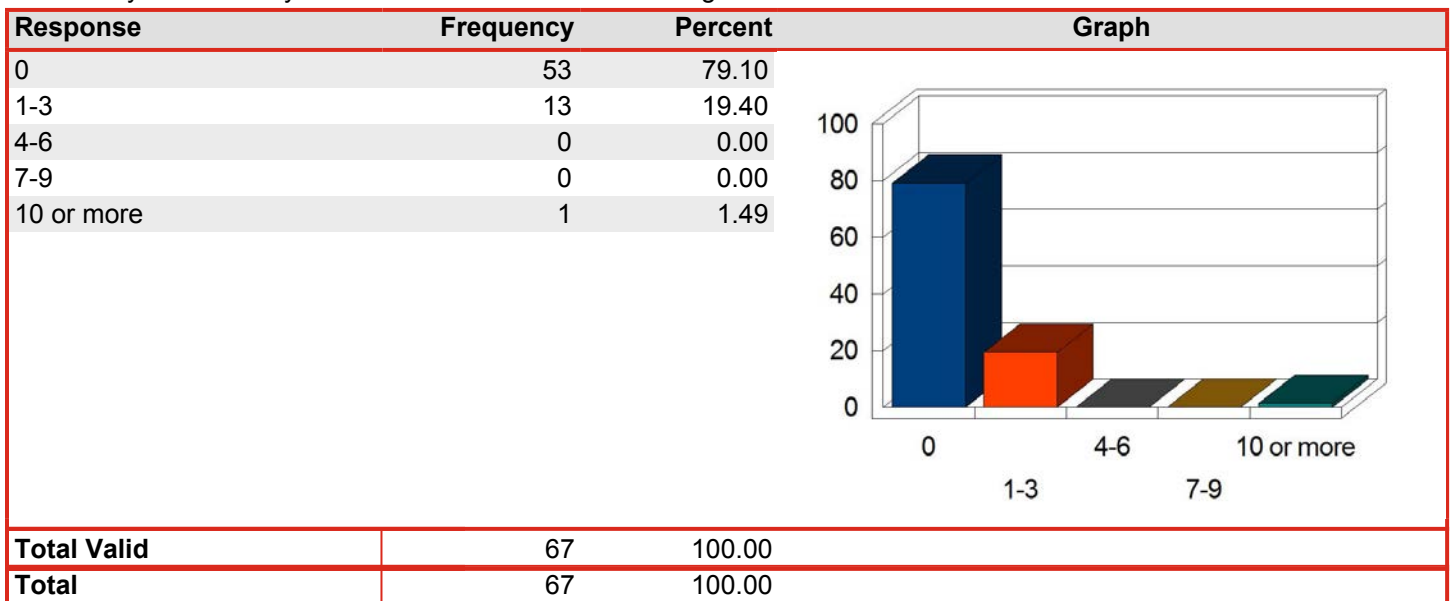 Response Frequency Percent Graph
0 53 79.10
1-3 13 19.40
4-6 0 0.00
7-9 0 0.00
10 or more 1 1.49
100
80
60
40
20
0
0 4-6 10 or more
1-3 7-9
Total Valid 67 100.00
Total 67 100.00